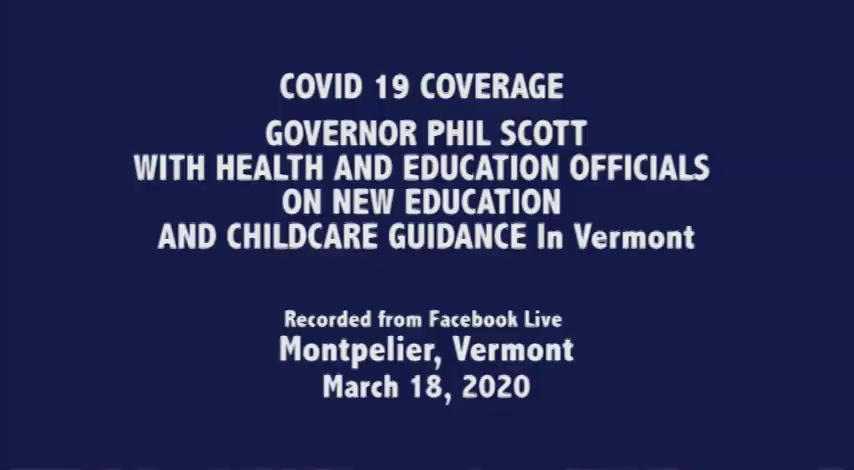 COVID 19 COVERAGE
GOVERNOR PHIL SCOTT
WITH HEALTH AND EDUCATION OFFICIALS
ON NEW EDUCATION
AND CHILDCARE GUIDANCE In Vermont
Recorded from Facebook Live
Montpelier, Vermont
March 18, 2020